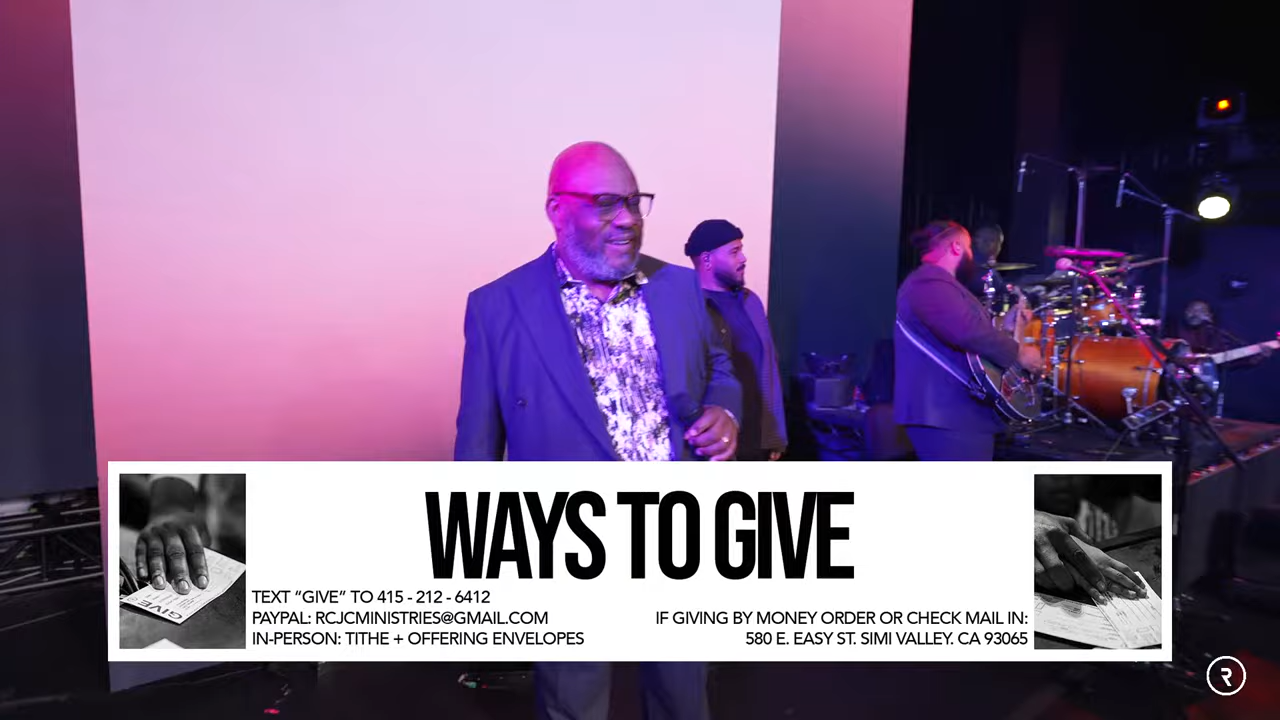 WAYS TO GIVE
TEXT “GIVE” TO 415 - 212 - 6412
PAYPAL: RCJCMINISTRIES@GMAIL.COM
IN-PERSON: TITHE + OFFERING ENVELOPES
IF GIVING BY MONEY ORDER OR CHECK MAIL IN:
580 E. EASY ST. SIMI VALLEY. CA 93065
GIVE
R